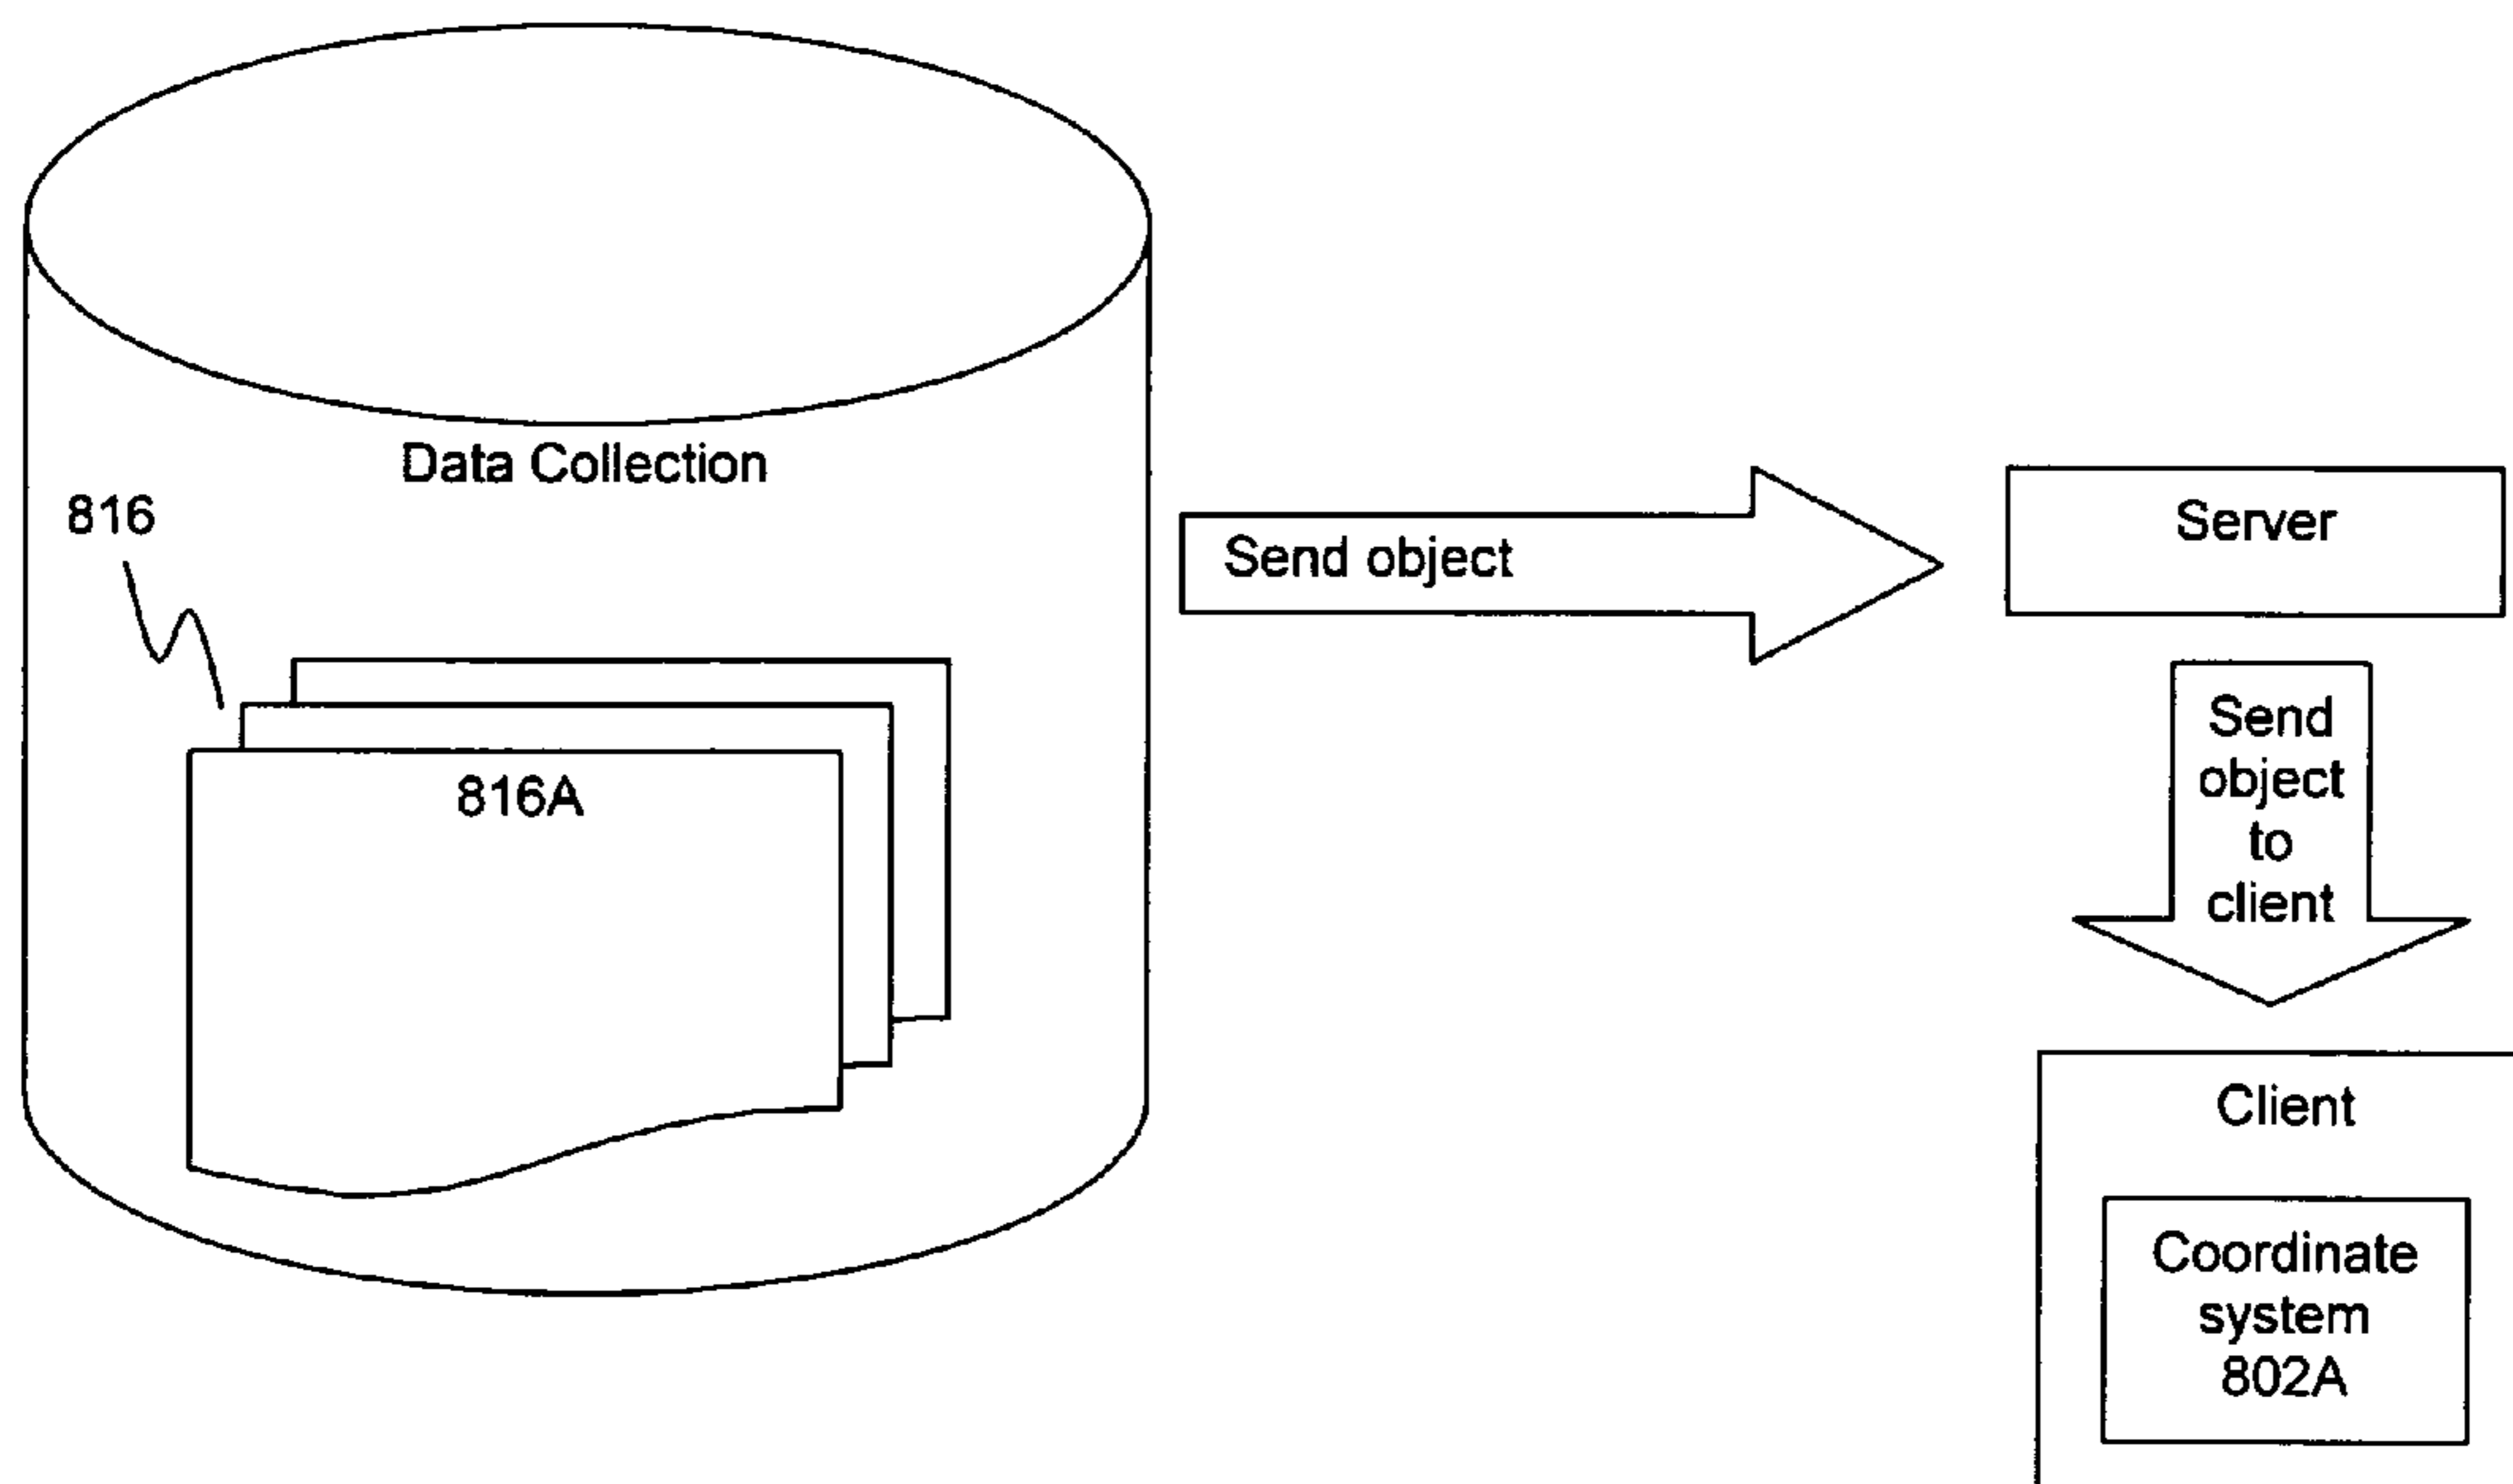 Data Collection
816
816A
Send object
Server
Send
object
to
client
Client
Coordinate
system
802A